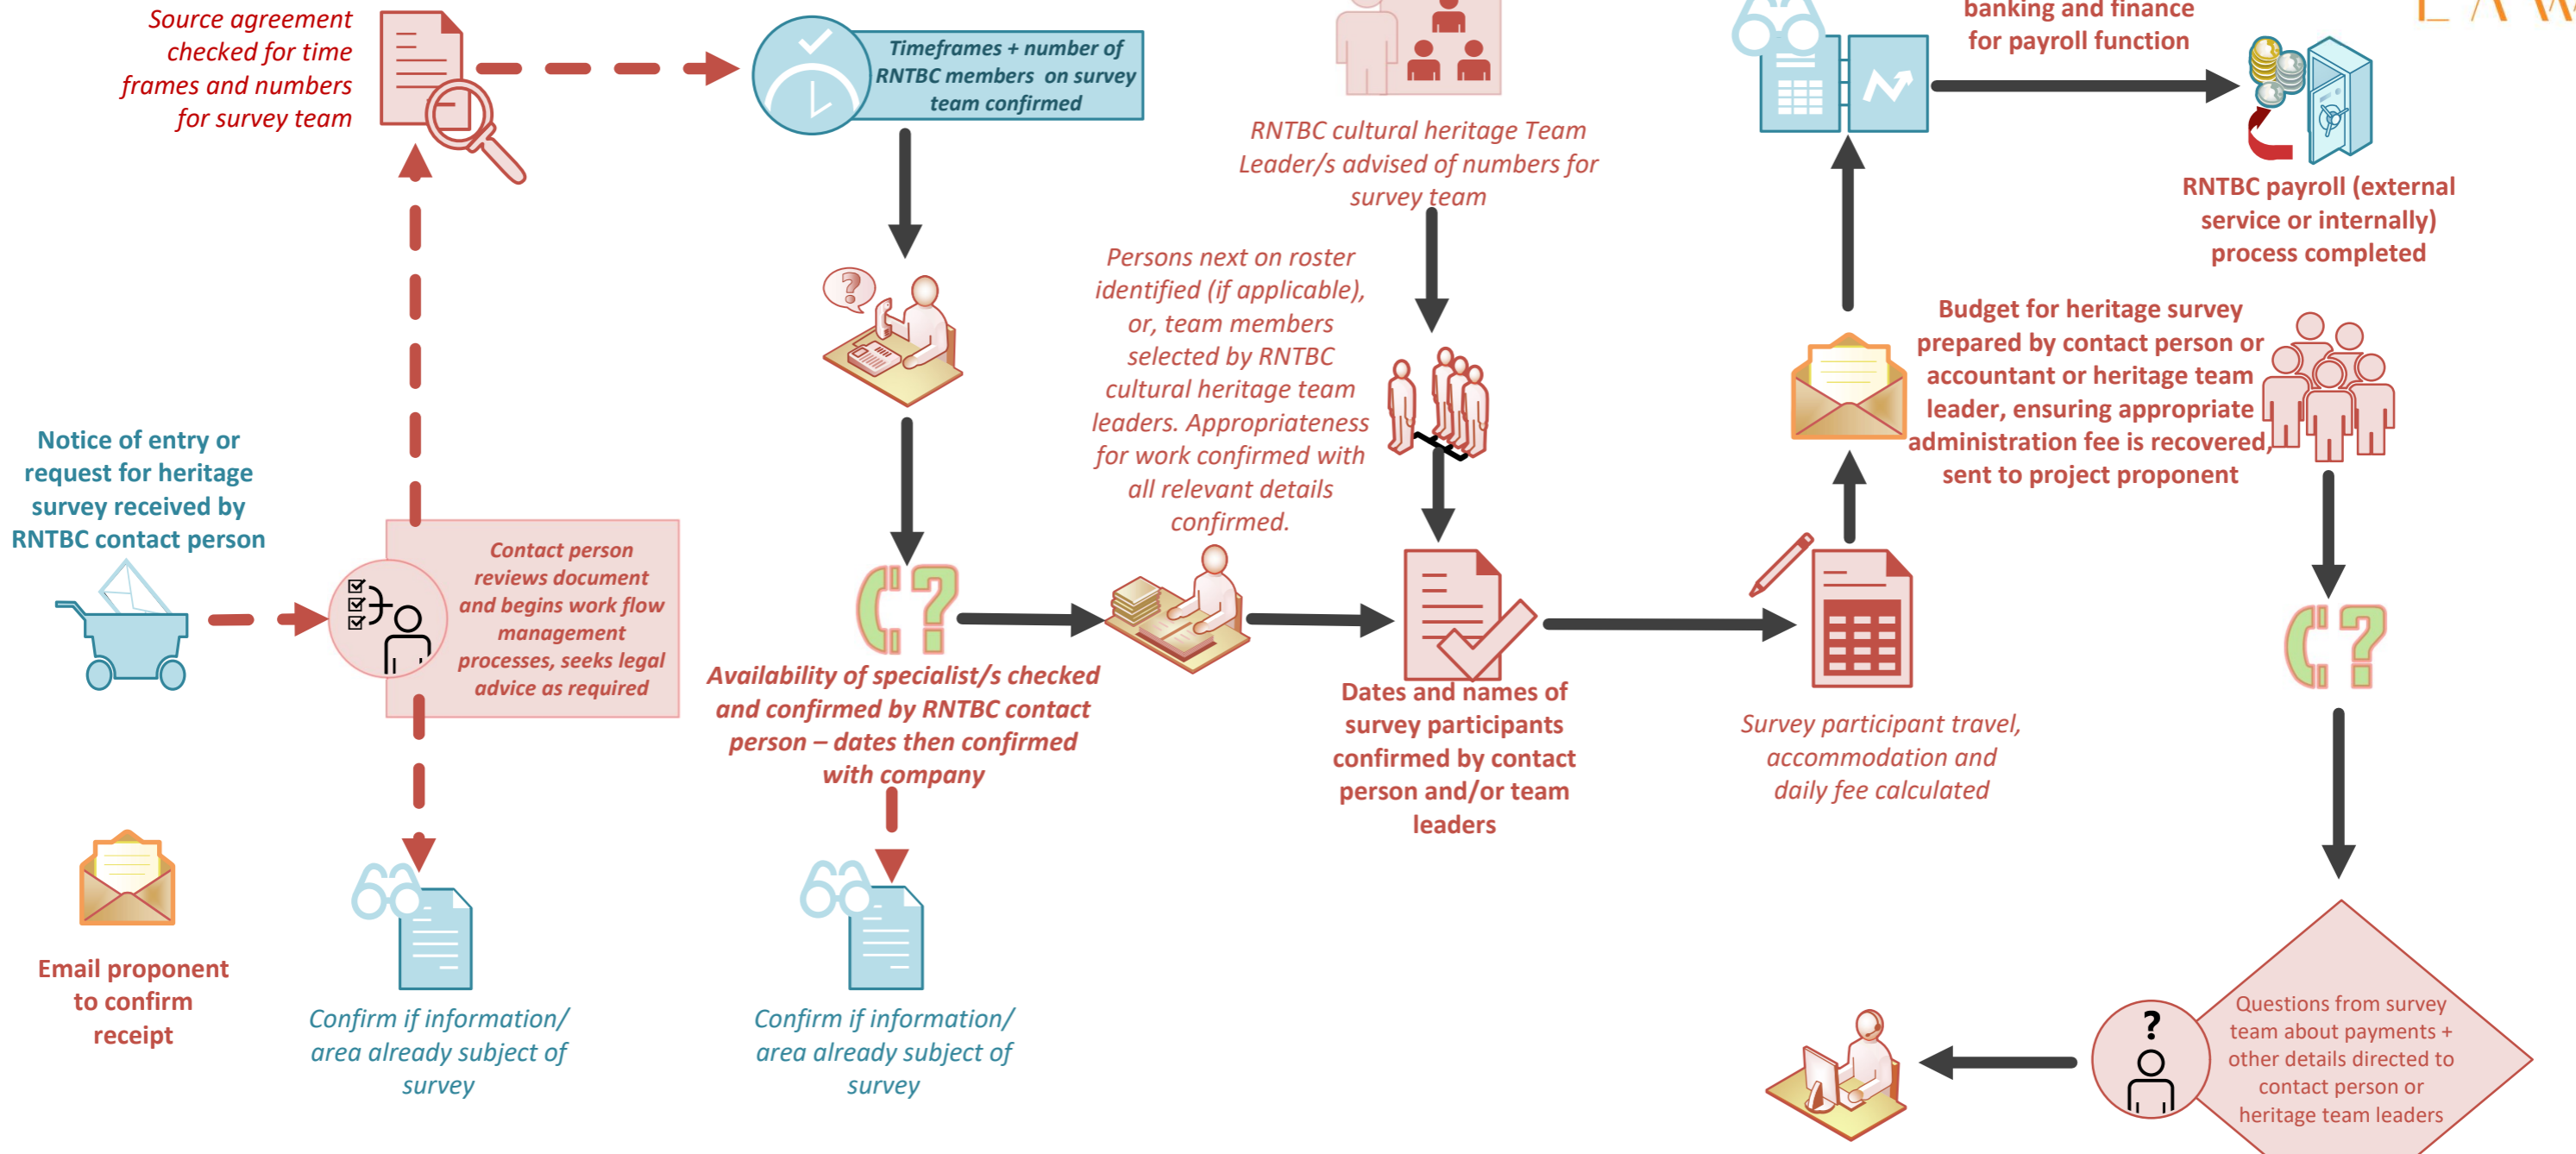 Source agreement
checked for time
frames and numbers
for survey team
Timeframes + number of
RNTBC members on survey
team confirmed
RNTBC cultural heritage Team
Leader/s advised of numbers for
survey team
banking and finance
for payroll function
LAW
RNTBC payroll (external
service or internally)
process completed
Persons next on roster
identified (if applicable),
or, team members
selected by RNTBC
cultural heritage team
leaders. Appropriateness
for work confirmed with
all relevant details
confirmed.
Budget for heritage survey
prepared by contact person or
accountant or heritage team
leader, ensuring appropriate
administration fee is recovered,
sent to project proponent
Notice of entry or
request for heritage
survey received by
RNTBC contact person
Contact person
reviews document
and begins work flow
management
processes, seeks legal
advice as required
?
Availability of specialist/s checked
and confirmed by RNTBC contact
person – dates then confirmed
with company
?
Dates and names of
survey participants
confirmed by contact
person and/or team
leaders
Survey participant travel,
accommodation and
daily fee calculated
?
Email proponent
to confirm
receipt
Confirm if information/
area already subject of
survey
Confirm if information/
area already subject of
survey
?
Questions from survey
team about payments +
other details directed to
contact person or
heritage team leaders